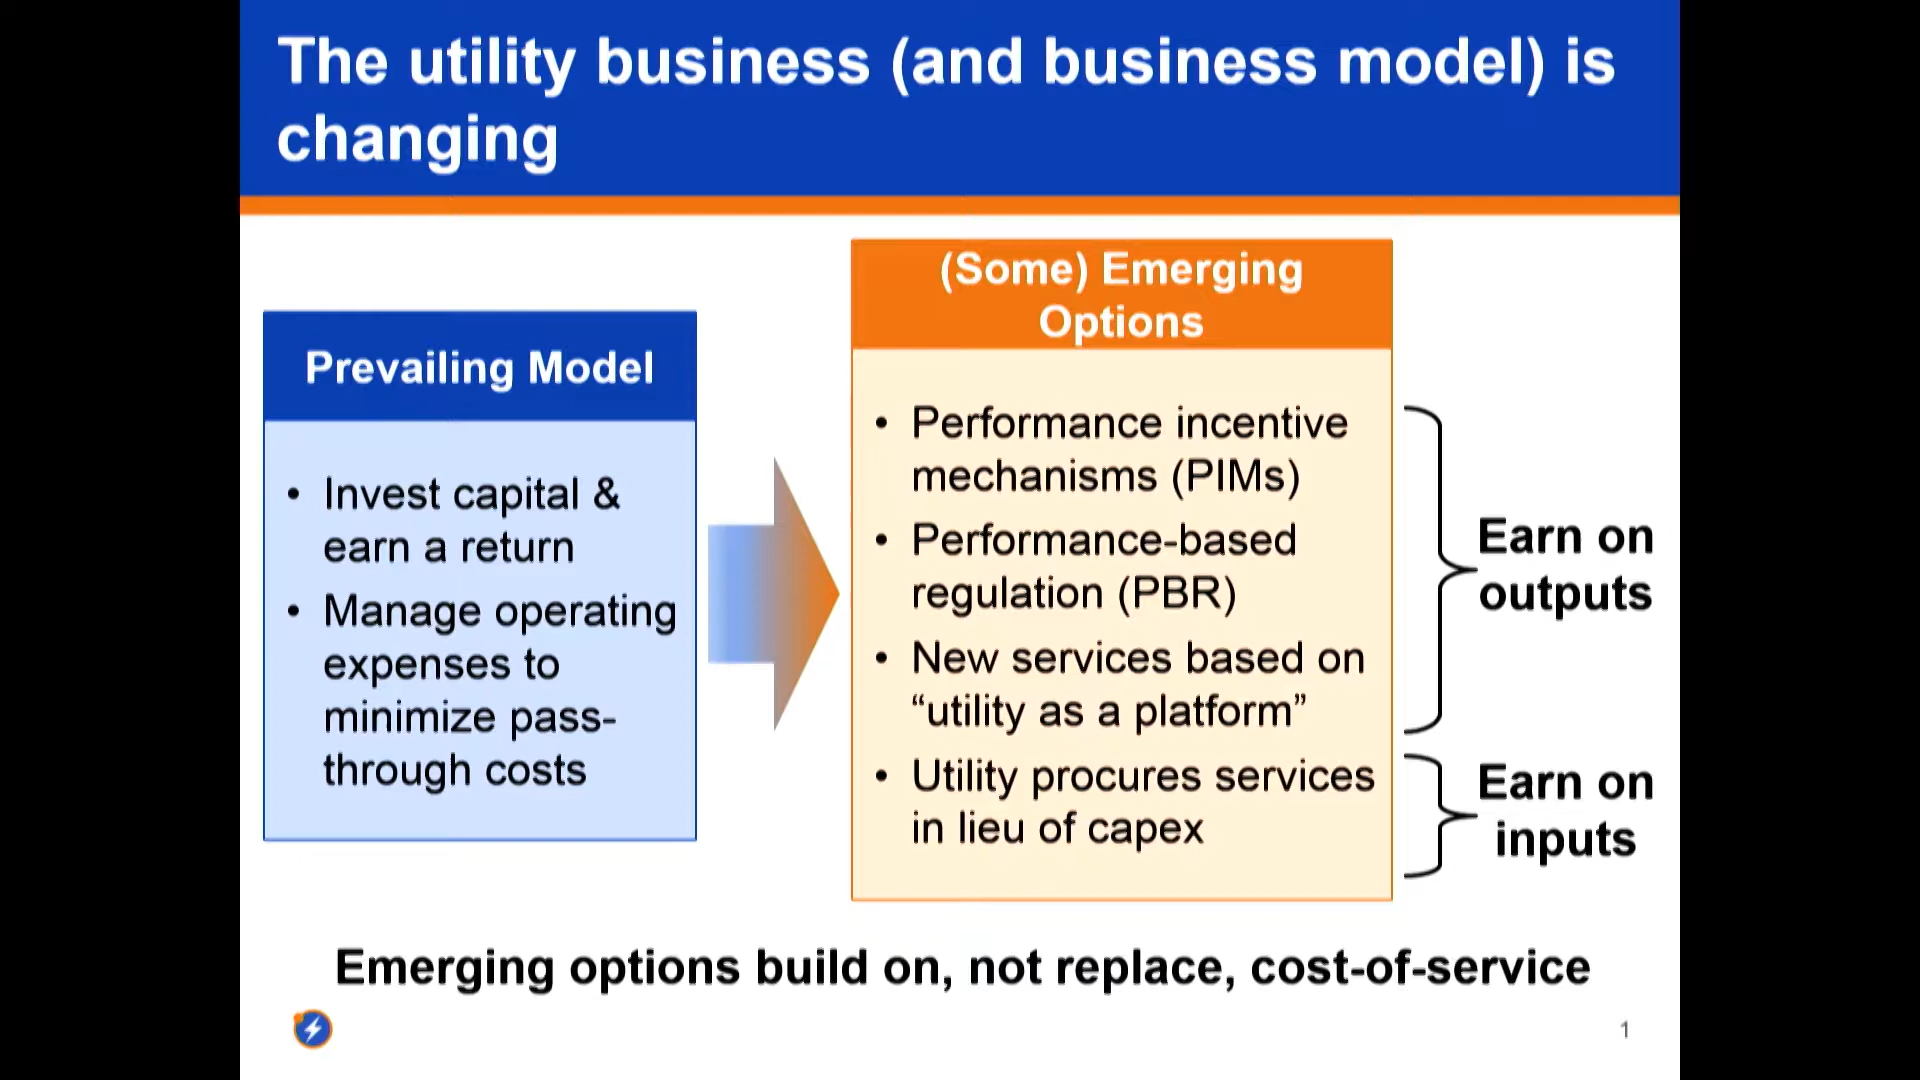 The utility business (and business model) is
changing
Prevailing Model
• Invest capital &
earn a return
• Manage operating
expenses to
minimize pass-
through costs
(Some) Emerging
Options
• Performance incentive
mechanisms (PIMs)
• Performance-based
regulation (PBR)
• New services based on
“utility as a platform”
• Utility procures services
in lieu of capex
Earn on
outputs
Earn on
inputs
Emerging options build on, not replace, cost-of-service
1